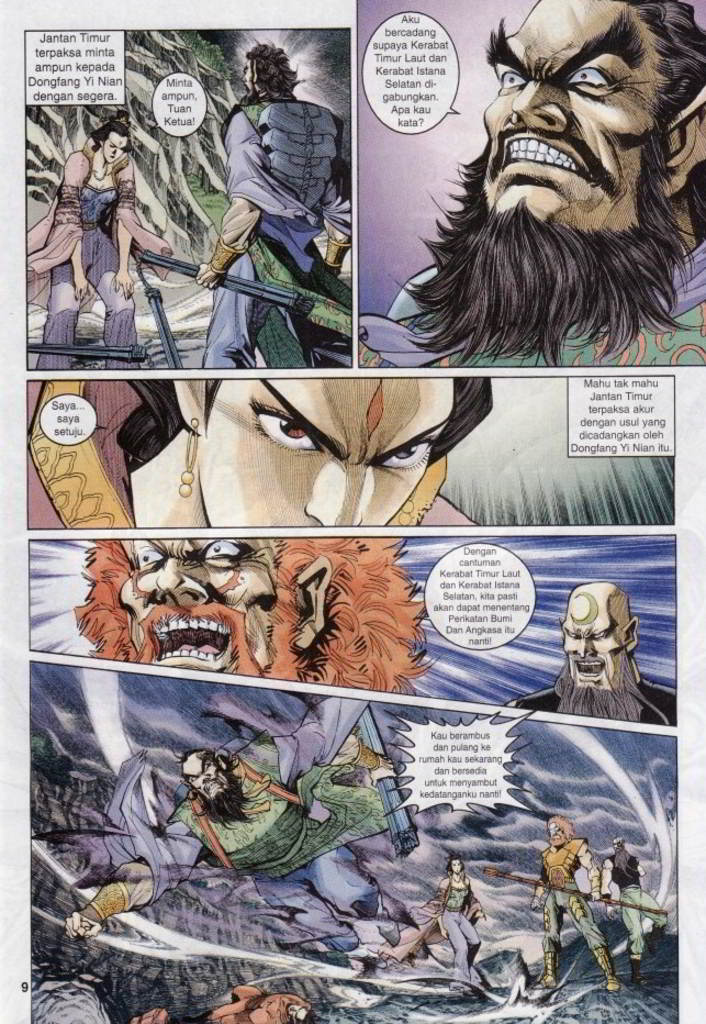 Jantan Timur
terpaksa minta
ampun kepada
Dongfang Yi Nian
dengan segera.
Minta
ampun,
Tuan
Ketua!
Aku
bercadang
supaya Kerabat
Timur Laut dan
Kerabat Istana
Selatan di-
gabungkan.
Apa kau
kata?
Saya...
saya
setuju.
Mahu tak mahu
Jantan Timur
terpaksa akur
dengan usul yang
dicadangkan oleh
Dongfang Yi Nian itu.
Dengan
cantuman
Kerabat Timur Laut
dan Kerabat Istana
Selatan, kita pasti
akan dapat menentang
Perikatan Bumi
Dan Angkasa itu
nanti!
Kau berambus
dan pulang ke
rumah kau sekarang
dan bersedia
untuk menyambut
kedatanganku nanti!
9